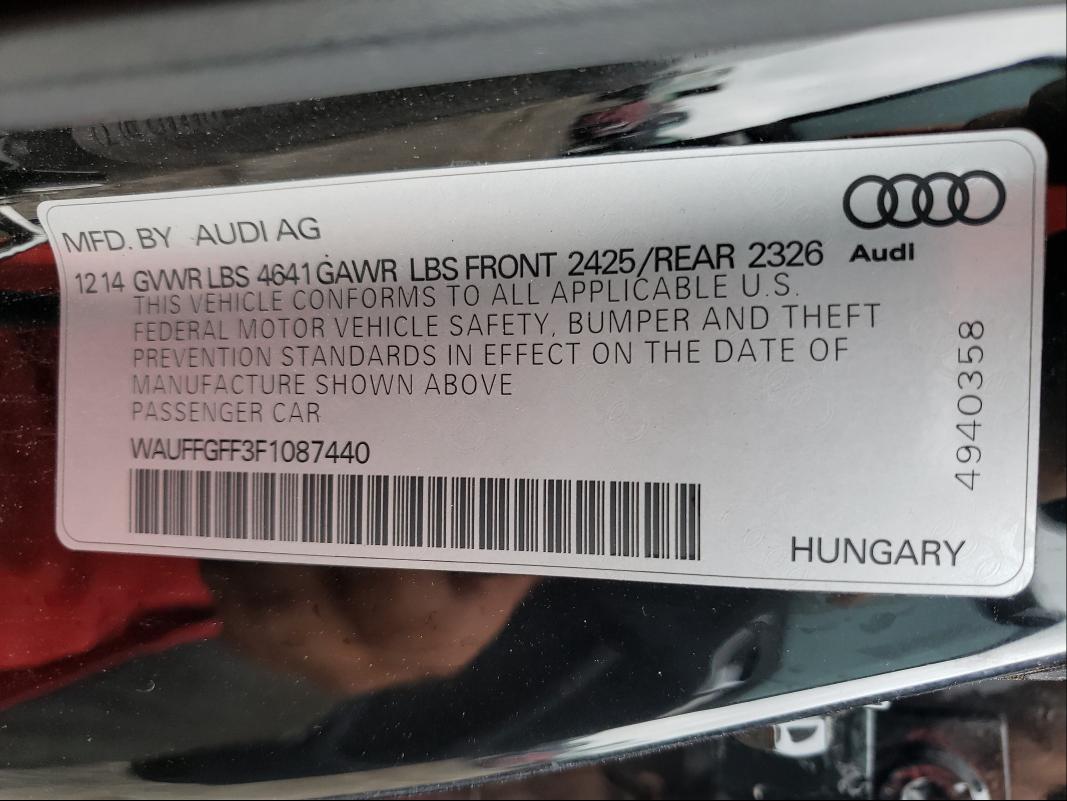 MFD. BY AUDI AG
12 14 GVWR LBS 4641 GAWR LBS FRONT 2425/REAR 2326
Audi
THIS VEHICLE CONFORMS TO ALL APPLICABLE U.S.
FEDERAL MOTOR VEHICLE SAFETY, BUMPER AND THEFT
PREVENTION STANDARDS IN EFFECT ON THE DATE OF
MANUFACTURE SHOWN ABOVE
PASSENGER CAR
WAUFFGFF3F1087440
4940358
HUNGARY